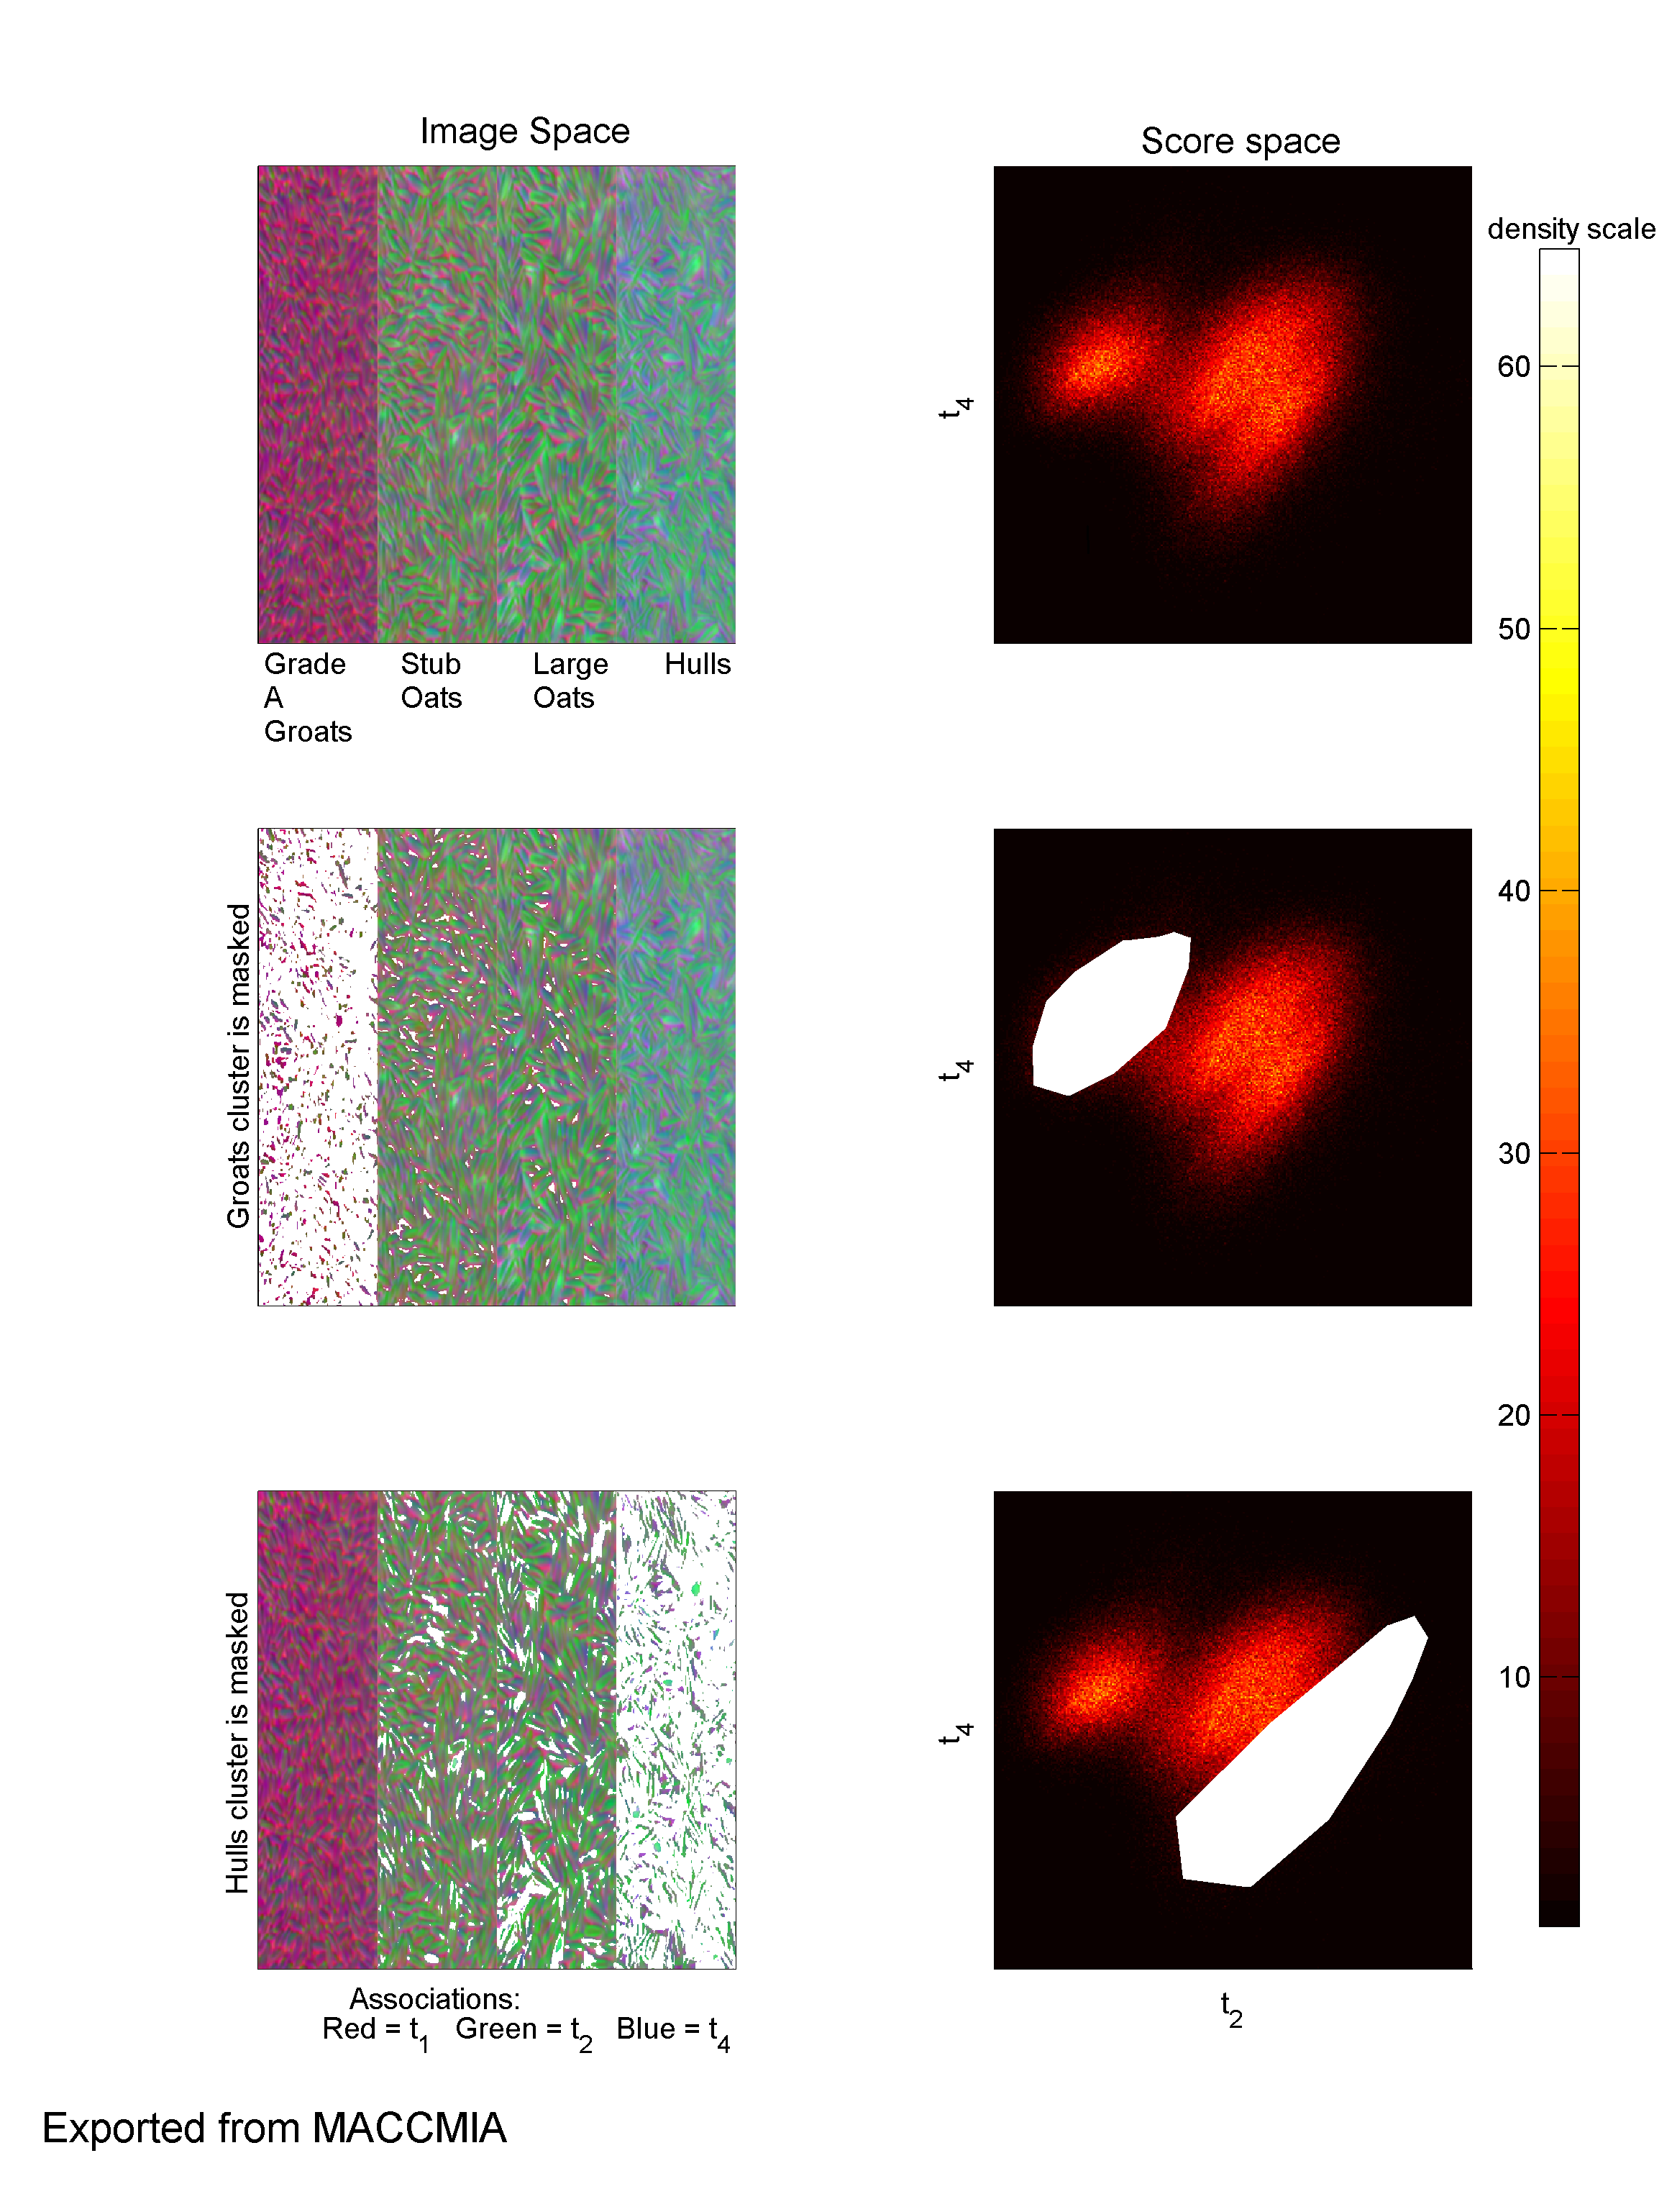 Image Space
Score space
density scale
60
50
40
30
20
10
t4
Grade
A
Groats
Stub
Oats
Large
Oats
Hulls
Groats cluster is masked
t4
Hulls cluster is masked
t4
t2
Associations:
Red = t1 Green = t2 Blue = t4
Exported from MACCMIA